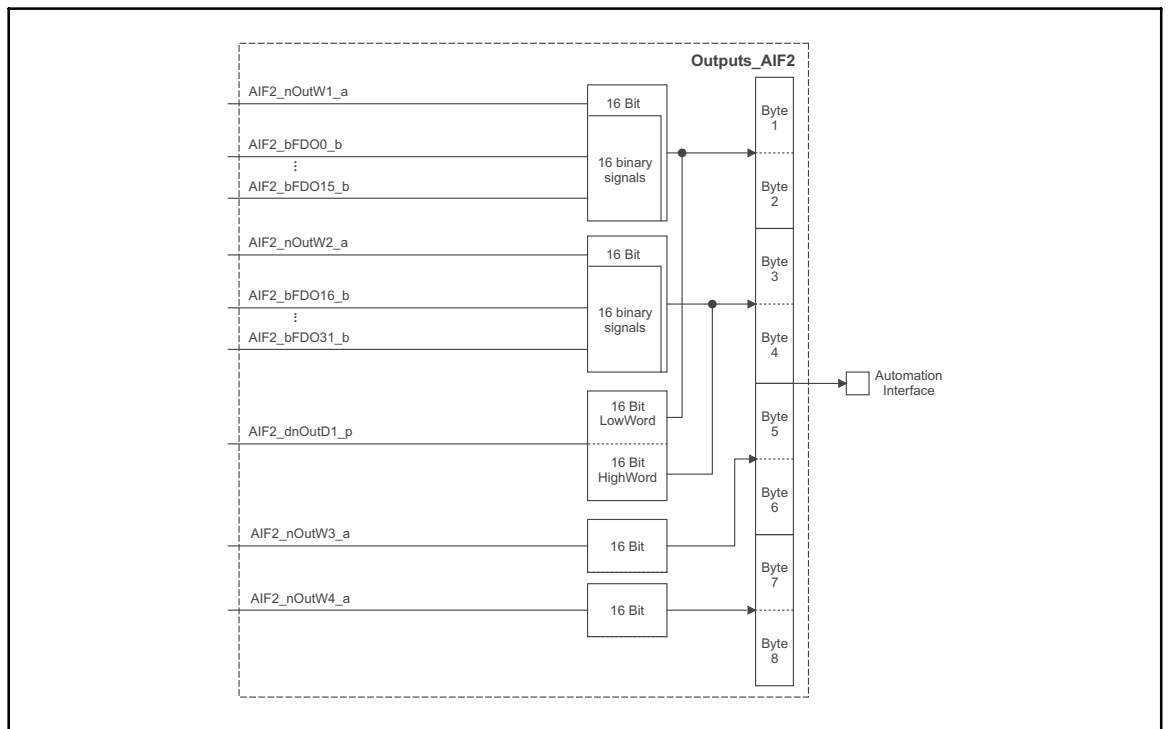 Outputs_AIF2
AIF2_nOutW1_a
16 Bit
AIF2_bFDO0_b
⋮
AIF2_bFDO15_b
16 binary
signals
Byte
1
Byte
2
AIF2_nOutW2_a
16 Bit
AIF2_bFDO16_b
⋮
AIF2_bFDO31_b
16 binary
signals
Byte
3
Byte
4
Automation
Interface
AIF2_dnOutD1_p
16 Bit
LowWord
16 Bit
HighWord
Byte
5
Byte
6
AIF2_nOutW3_a
16 Bit
AIF2_nOutW4_a
16 Bit
Byte
7
Byte
8